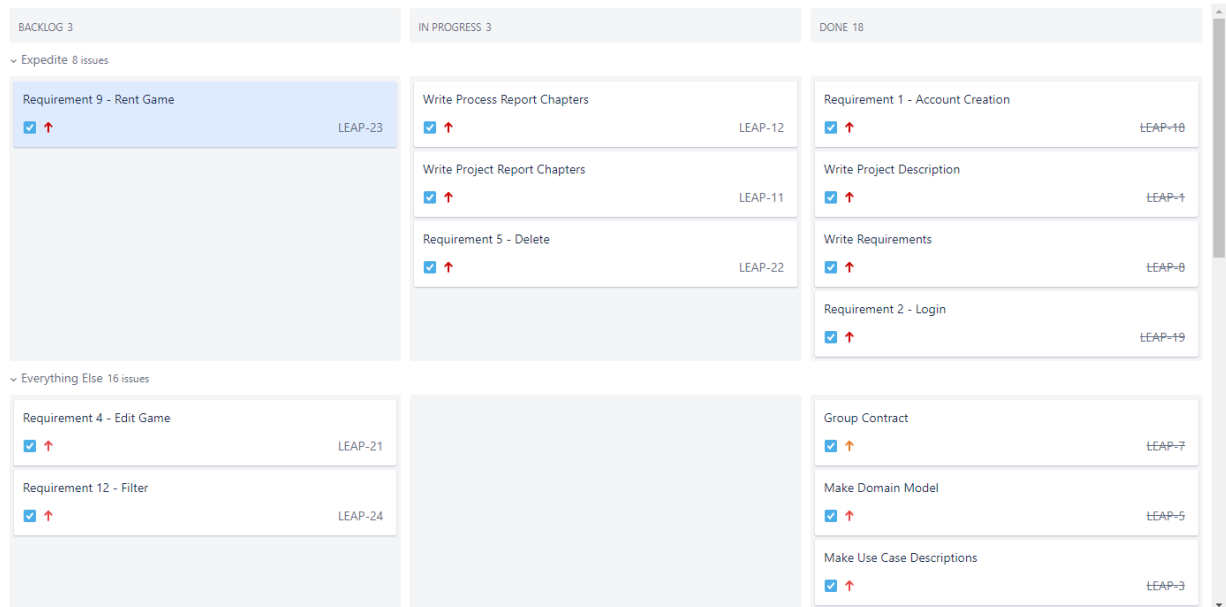 BACKLOG 3
IN PROGRESS 3
DONE 18
Expedite 8 issues
Requirement 9 - Rent Game
LEAP-23
Write Process Report Chapters
LEAP-12
Write Project Report Chapters
LEAP-11
Requirement 5 - Delete
LEAP-22
Requirement 1 - Account Creation
LEAP-18
Write Project Description
LEAP-1
Write Requirements
LEAP-8
Requirement 2 - Login
LEAP-19
Everything Else 16 issues
Requirement 4 - Edit Game
LEAP-21
Requirement 12 - Filter
LEAP-24
Group Contract
LEAP-7
Make Domain Model
LEAP-5
Make Use Case Descriptions
LEAP-3